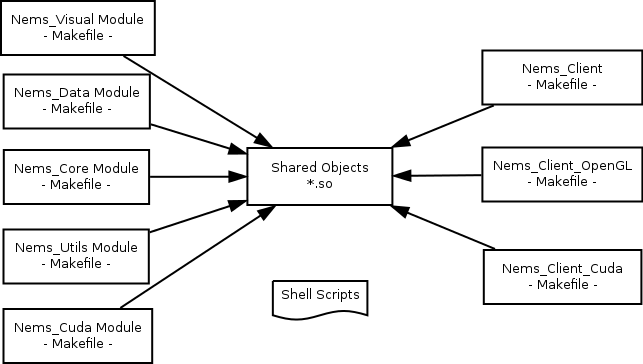 Nems_Visual Module
- Makefile -
Nems_Data Module
- Makefile -
Nems_Core Module
- Makefile -
Nems_Utils Module
- Makefile -
Nems_Cuda Module
- Makefile -
Shared Objects
*.so
Shell Scripts
Nems_Client
- Makefile -
Nems_Client_OpenGL
- Makefile -
Nems_Client_Cuda
- Makefile -